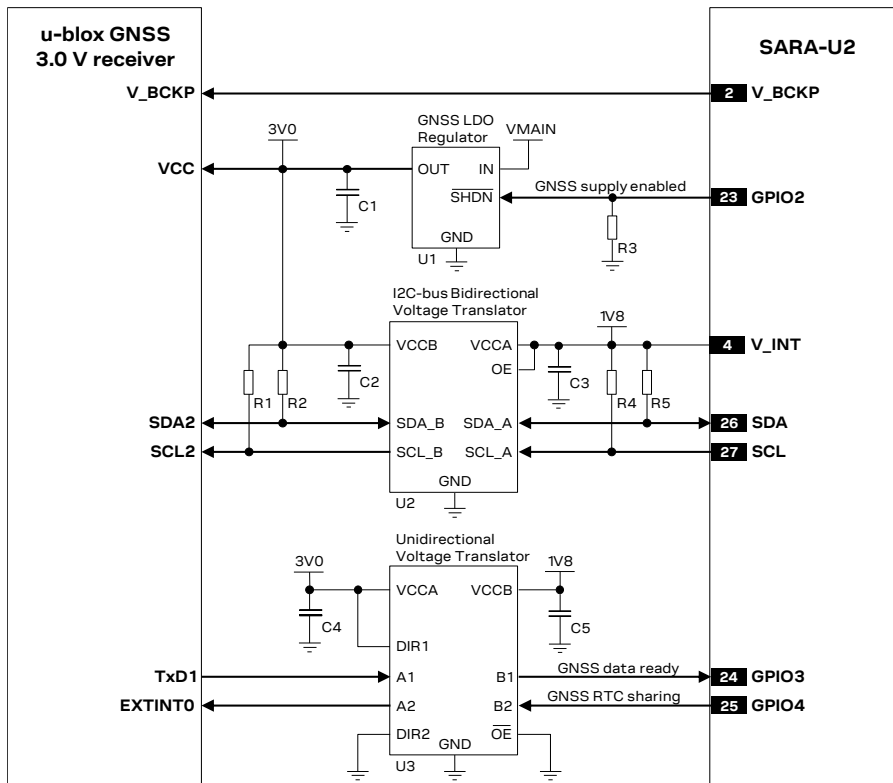 u-blox GNSS
3.0 V receiver
SARA-U2
V_BCKP
2 V_BCKP
GNSS LDO
Regulator
VMAIN
3V0
VCC
OUT
IN
GNSS supply enabled
SHDN
23 GPIO2
C1
GND
R3
U1
I2C-bus Bidirectional
Voltage Translator
1V8
VCCB
VCCA
4 V_INT
OE
C2
C3
R1
R2
R4
R5
SDA2
SDA_B
SDA_A
26 SDA
SCL2
SCL_B
SCL_A
27 SCL
GND
U2
Unidirectional
Voltage Translator
3V0
1V8
VCCA
VCCB
C4
C5
DIR1
TxD1
A1
B1
GNSS data ready
24 GPIO3
EXTINT0
A2
B2
GNSS RTC sharing
25 GPIO4
DIR2
OE
GND
U3